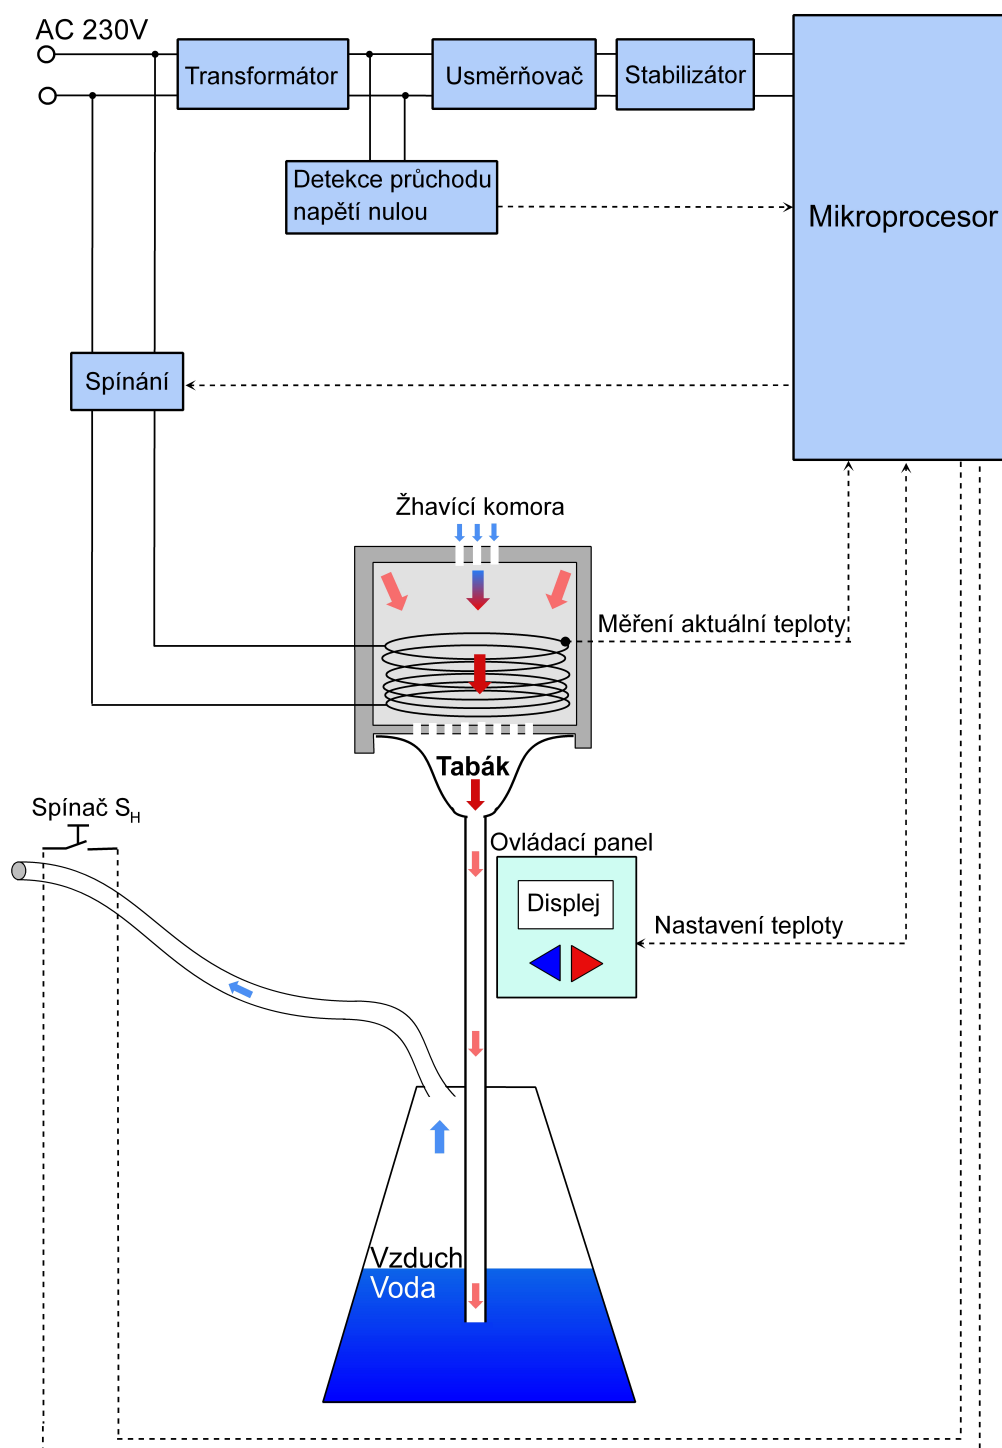 AC 230V
Transformátor
Usměrňovač
Stabilizátor
Detekce průchodu
napětí nulou
Mikroprocesor
Spínání
Žhavící komora
Měření aktuální teploty
Tabák
Spínač S_H
Ovládací panel
Displej
Nastavení teploty
Vzduch
Voda